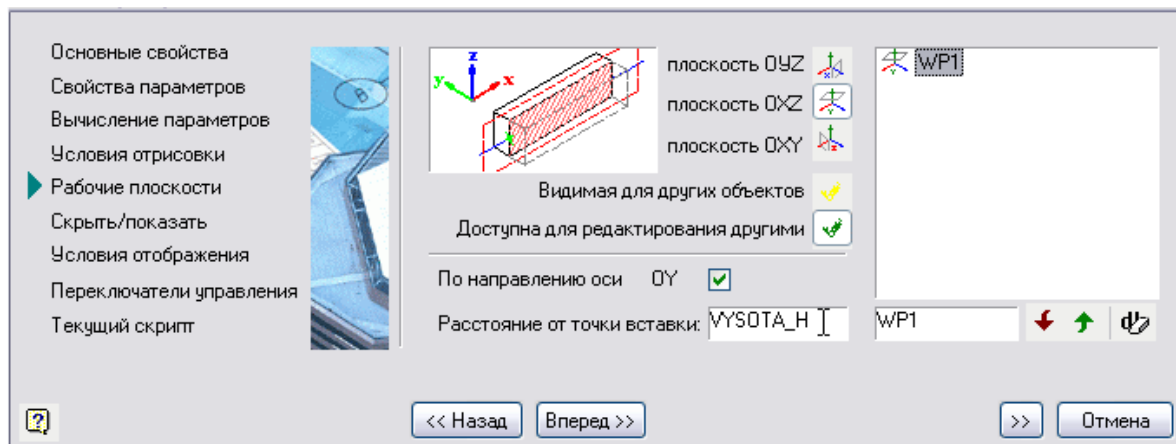 Основные свойства
Свойства параметров
Вычисление параметров
Условия отрисовки
Рабочие плоскости
Скрыть/показать
Условия отображения
Переключатели управления
Текущий скрипт
B
z
y
x
плоскость OYZ
плоскость OXZ
плоскость OXY
Видимая для других объектов
Доступна для редактирования другими
По направлению оси OY
Расстояние от точки вставки: VYSOTA_H
WP1
WP1
<< Назад
Вперед >>
>>
Отмена